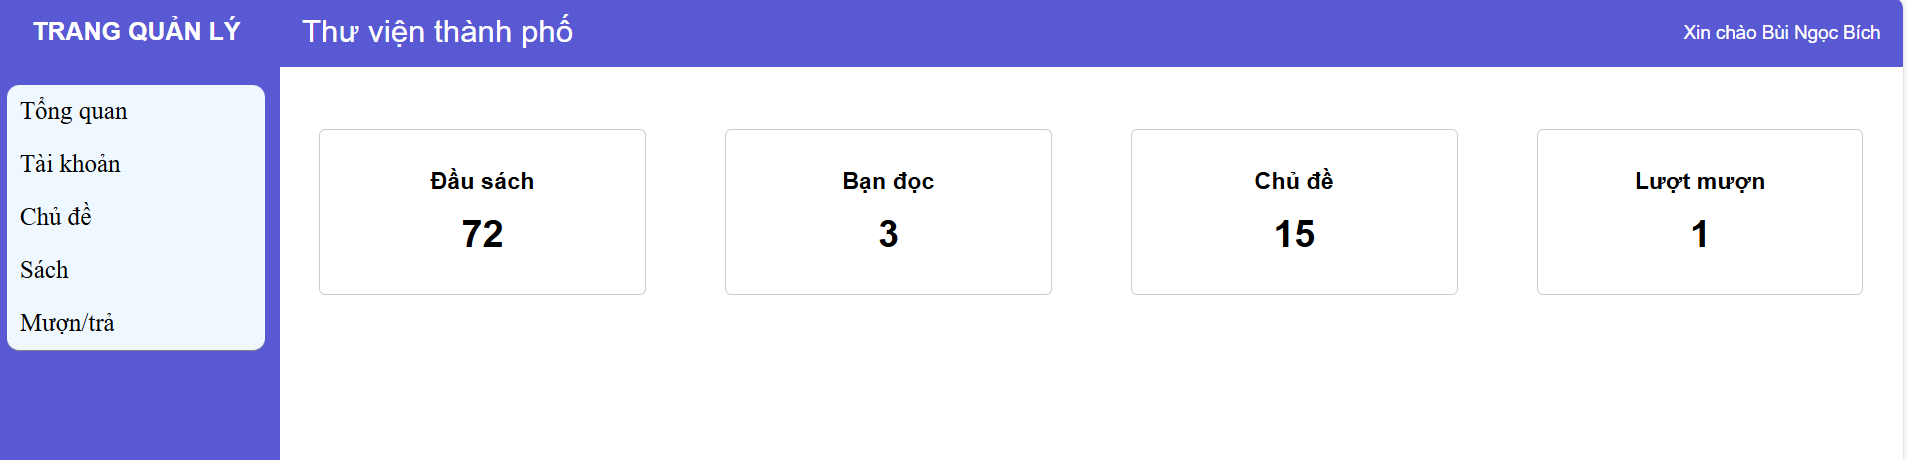 TRANG QUẢN LÝ
Thư viện thành phố
Xin chào Bùi Ngọc Bích
Tổng quan
Tài khoản
Chủ đề
Sách
Mượn/trả
Đầu sách
72
Bạn đọc
3
Chủ đề
15
Lượt mượn
1